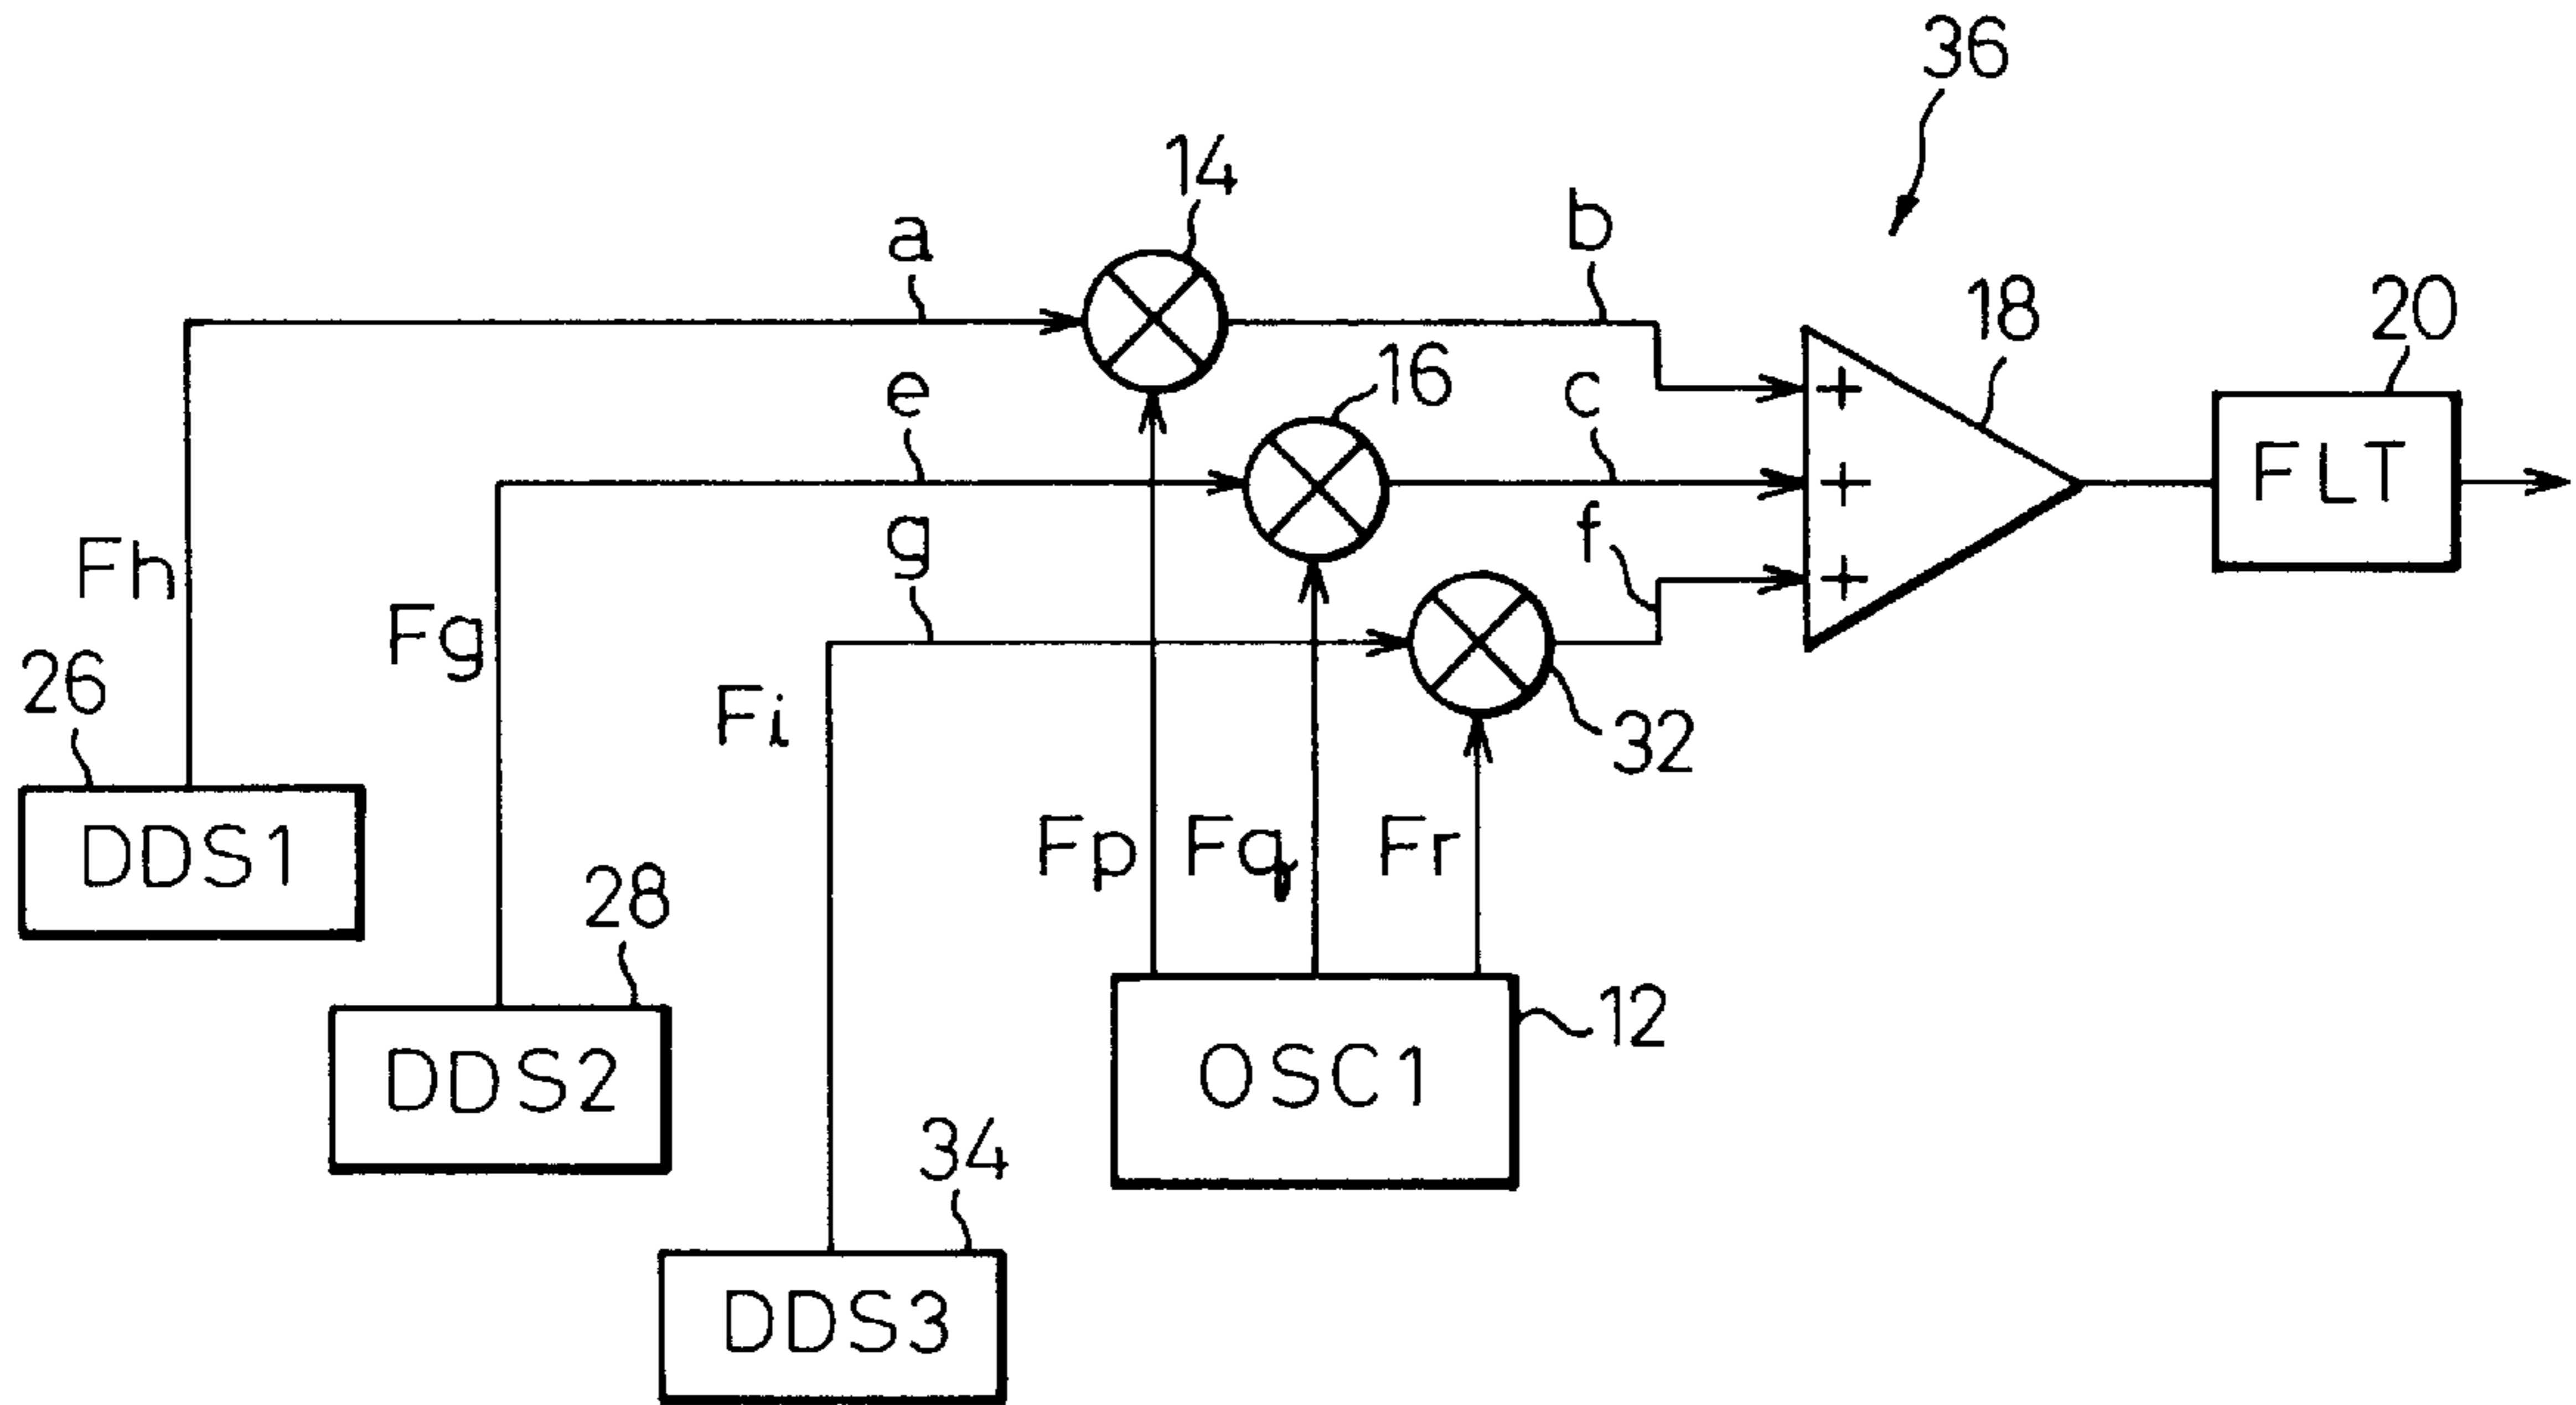 36
14
a
b
18
20
16
e
c
+
+
+
FLT
g
f
Fh
Fg
26
Fi
32
DDS1
Fp
Fq
Fr
28
12
DDS2
OSC1
34
DDS3